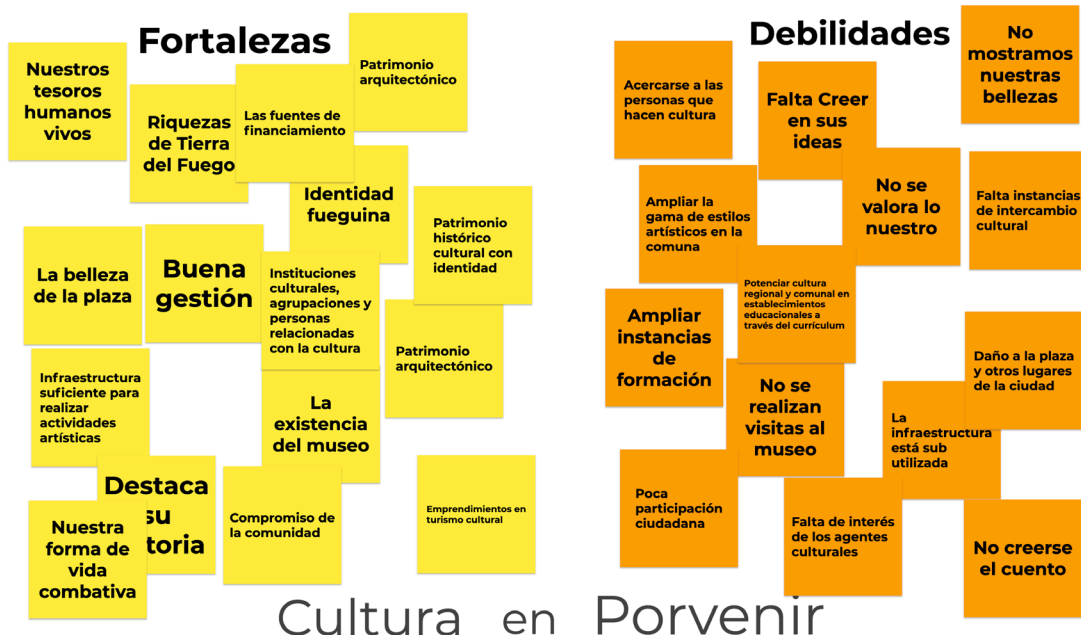 Fortalezas
Nuestros
tesoros
humanos
vivos
Riquezas
de Tierra
del Fuego
Las fuentes de
financiamiento
Patrimonio
arquitectónico
Identidad
fueguina
Patrimonio
histórico
cultural con
identidad
La belleza
de la plaza
Buena
gestión
Instituciones
culturales,
agrupaciones y
personas
relacionadas
con la cultura
Patrimonio
arquitectónico
Infraestructura
suficiente para
realizar
actividades
artísticas
La
existencia
del museo
Destaca
su
toria
Nuestra
forma de
vida
combativa
Compromiso de
la comunidad
Emprendimientos en
turismo cultural
Debilidades
Acercarse a las
personas que
hacen cultura
Falta Creer
en sus
ideas
No
mostramos
nuestras
bellezas
Ampliar la
gama de estilos
artísticos en la
comuna
No se
valora lo
nuestro
Falta instancias
de intercambio
cultural
Potenciar cultura
regional y comunal en
establecimientos
educacionales a
través del currículum
Ampliar
instancias
de
formación
No se
realizan
visitas al
museo
Daño a la plaza
y otros lugares
de la ciudad
La
infraestructura
está sub
utilizada
Poca
participación
ciudadana
Falta de interés
de los agentes
culturales
No creerse
el cuento
Cultura en Porvenir